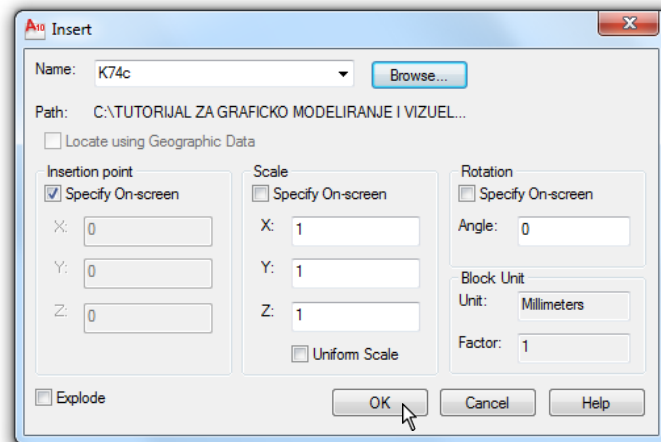 A10 Insert
Name: K74c Browse...
Path: C:\TUTORIJAL ZA GRAFICKO MODELIRANJE I VIZUEL...
Locate using Geographic Data
Insertion point
Specify On-screen
X: 0
Y: 0
Z: 0
Scale
Specify On-screen
X: 1
Y: 1
Z: 1
Uniform Scale
Rotation
Specify On-screen
Angle: 0
Block Unit
Unit: Millimeters
Factor: 1
Explode
OK Cancel Help